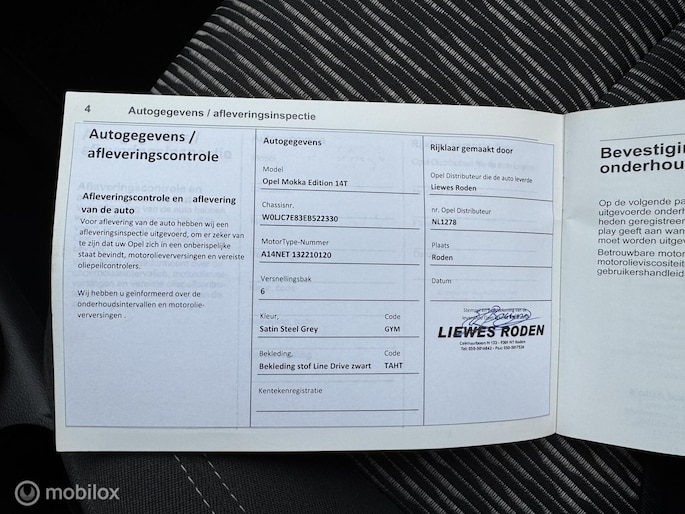 4
Autogegevens / afleveringsinspectie
Autogegevens /
afleveringscontrole
Afleveringscontrole en aflevering
van de auto
Voor aflevering van de auto hebben wij een
afleveringsinspectie uitgevoerd, om er zeker van
te zijn dat uw Opel zich in een onberispelijke
staat bevindt, motorolieverversingen en vereiste
oliepeilcontrolers.
Wij hebben u geïnformeerd over de
onderhoudsintervallen en motorolie-
verversingen .
Autogegevens
Model
Opel Mokka Edition 14T
Chassisnr.
W0LJC7E83EB522330
MotorType-Nummer
A14NET 132210120
Versnellingsbak
6
Kleur, Code
Satin Steel Grey GYM
Bekleding, Code
Bekleding stof Line Drive zwart TAHT
Kentekenregistratie
Rijklaar gemaakt door
Opel Distributeur die de auto leverde
Liewes Roden
nr. Opel Distributeur
NL1278
Plaats
Roden
Datum
LIEWES RODEN
Bevestigin
onderhou
Op de volgende pa
uitgevoerde onderh
heden geregistreer
play geeft aan wan
moet worden uitgev
Betrouwbare motor
motorolieviscositeit
gebruikershandleid
mobilox